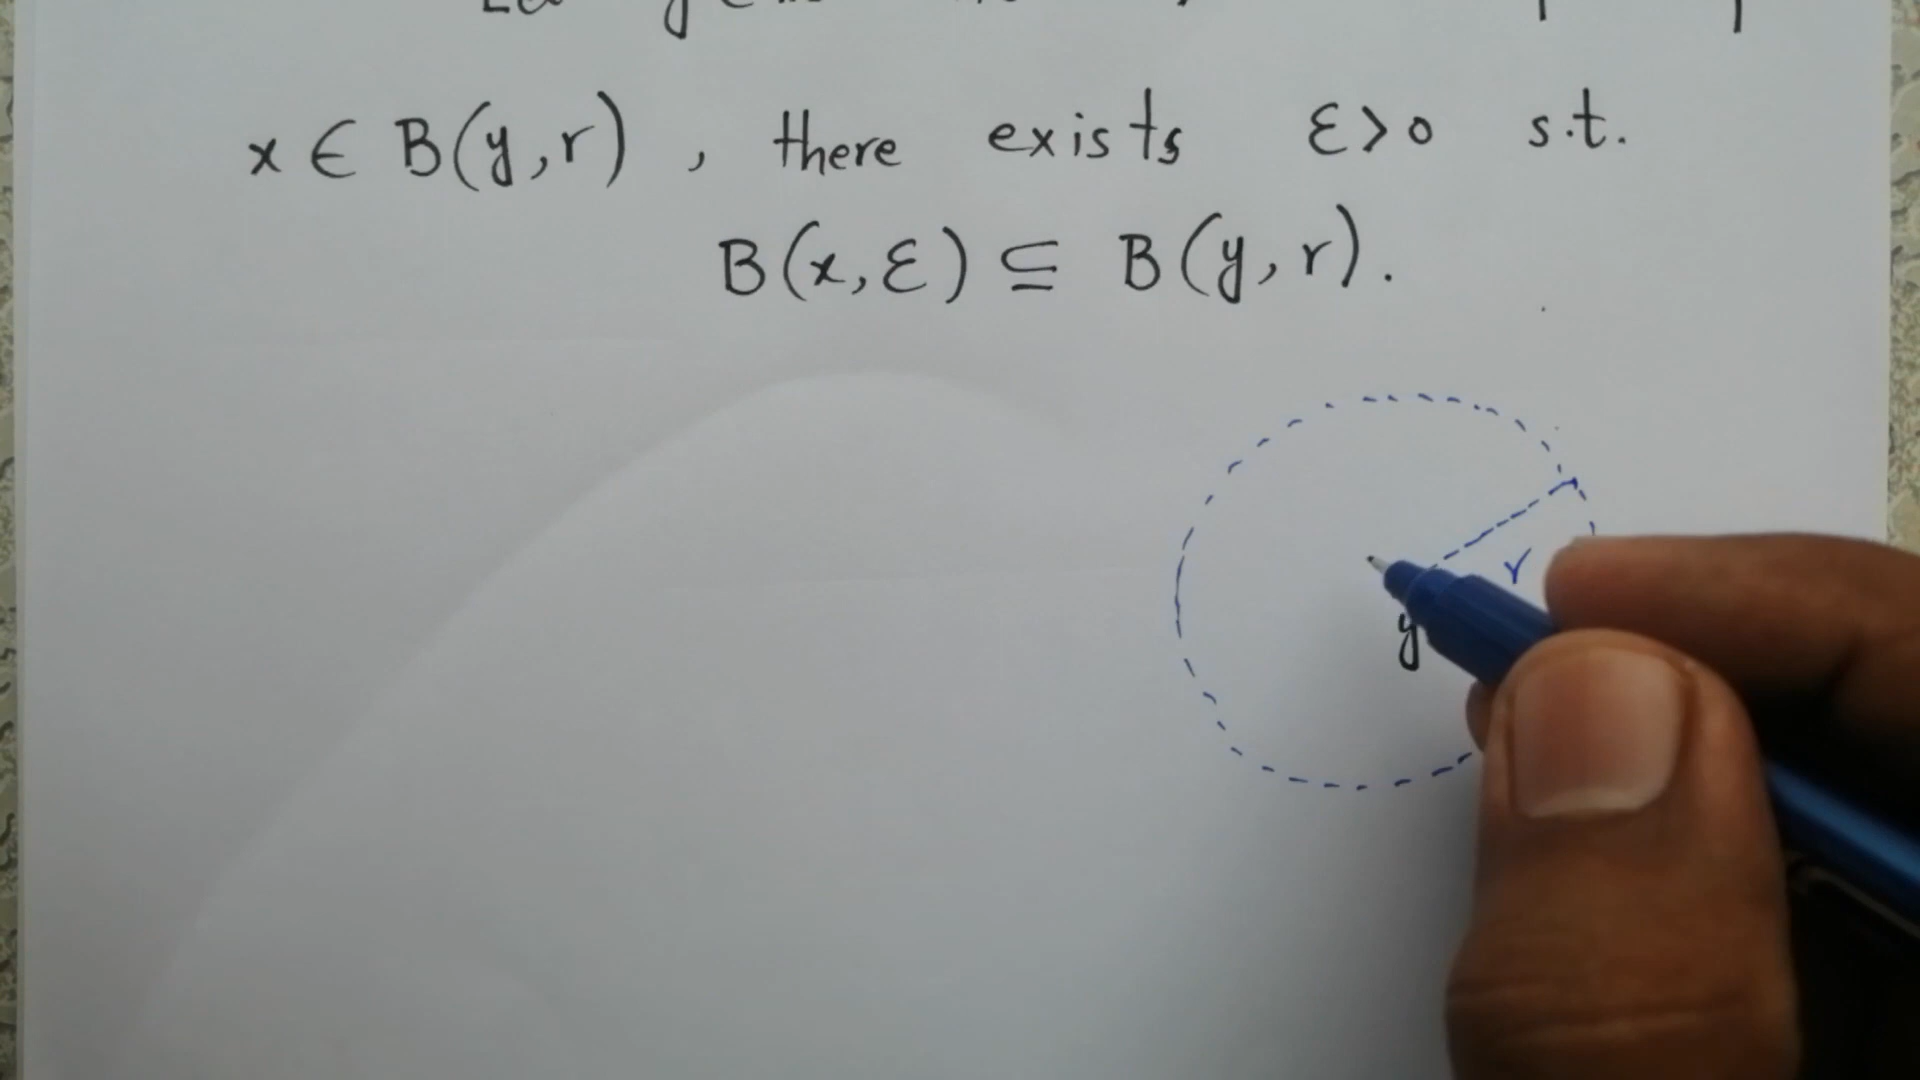 x ∈ B(y,r) , there exists ε>0 s.t.
B(x,ε) ⊆ B(y,r).
r
y